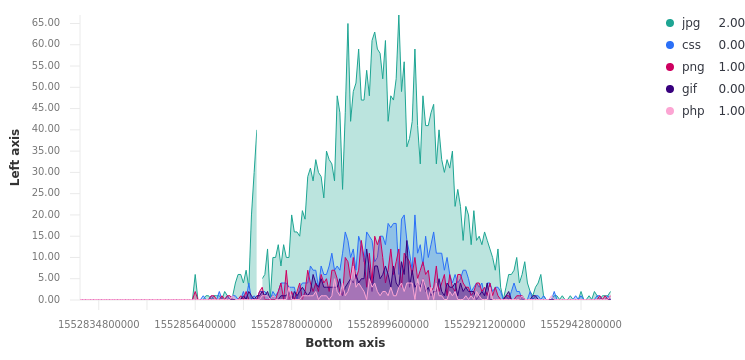 65.00
60.00
55.00
50.00
45.00
40.00
35.00
30.00
25.00
20.00
15.00
10.00
5.00
0.00
Left axis
1552834800000
1552856400000
1552878000000
1552899600000
1552921200000
1552942800000
Bottom axis
jpg 2.00
css 0.00
png 1.00
gif 0.00
php 1.00